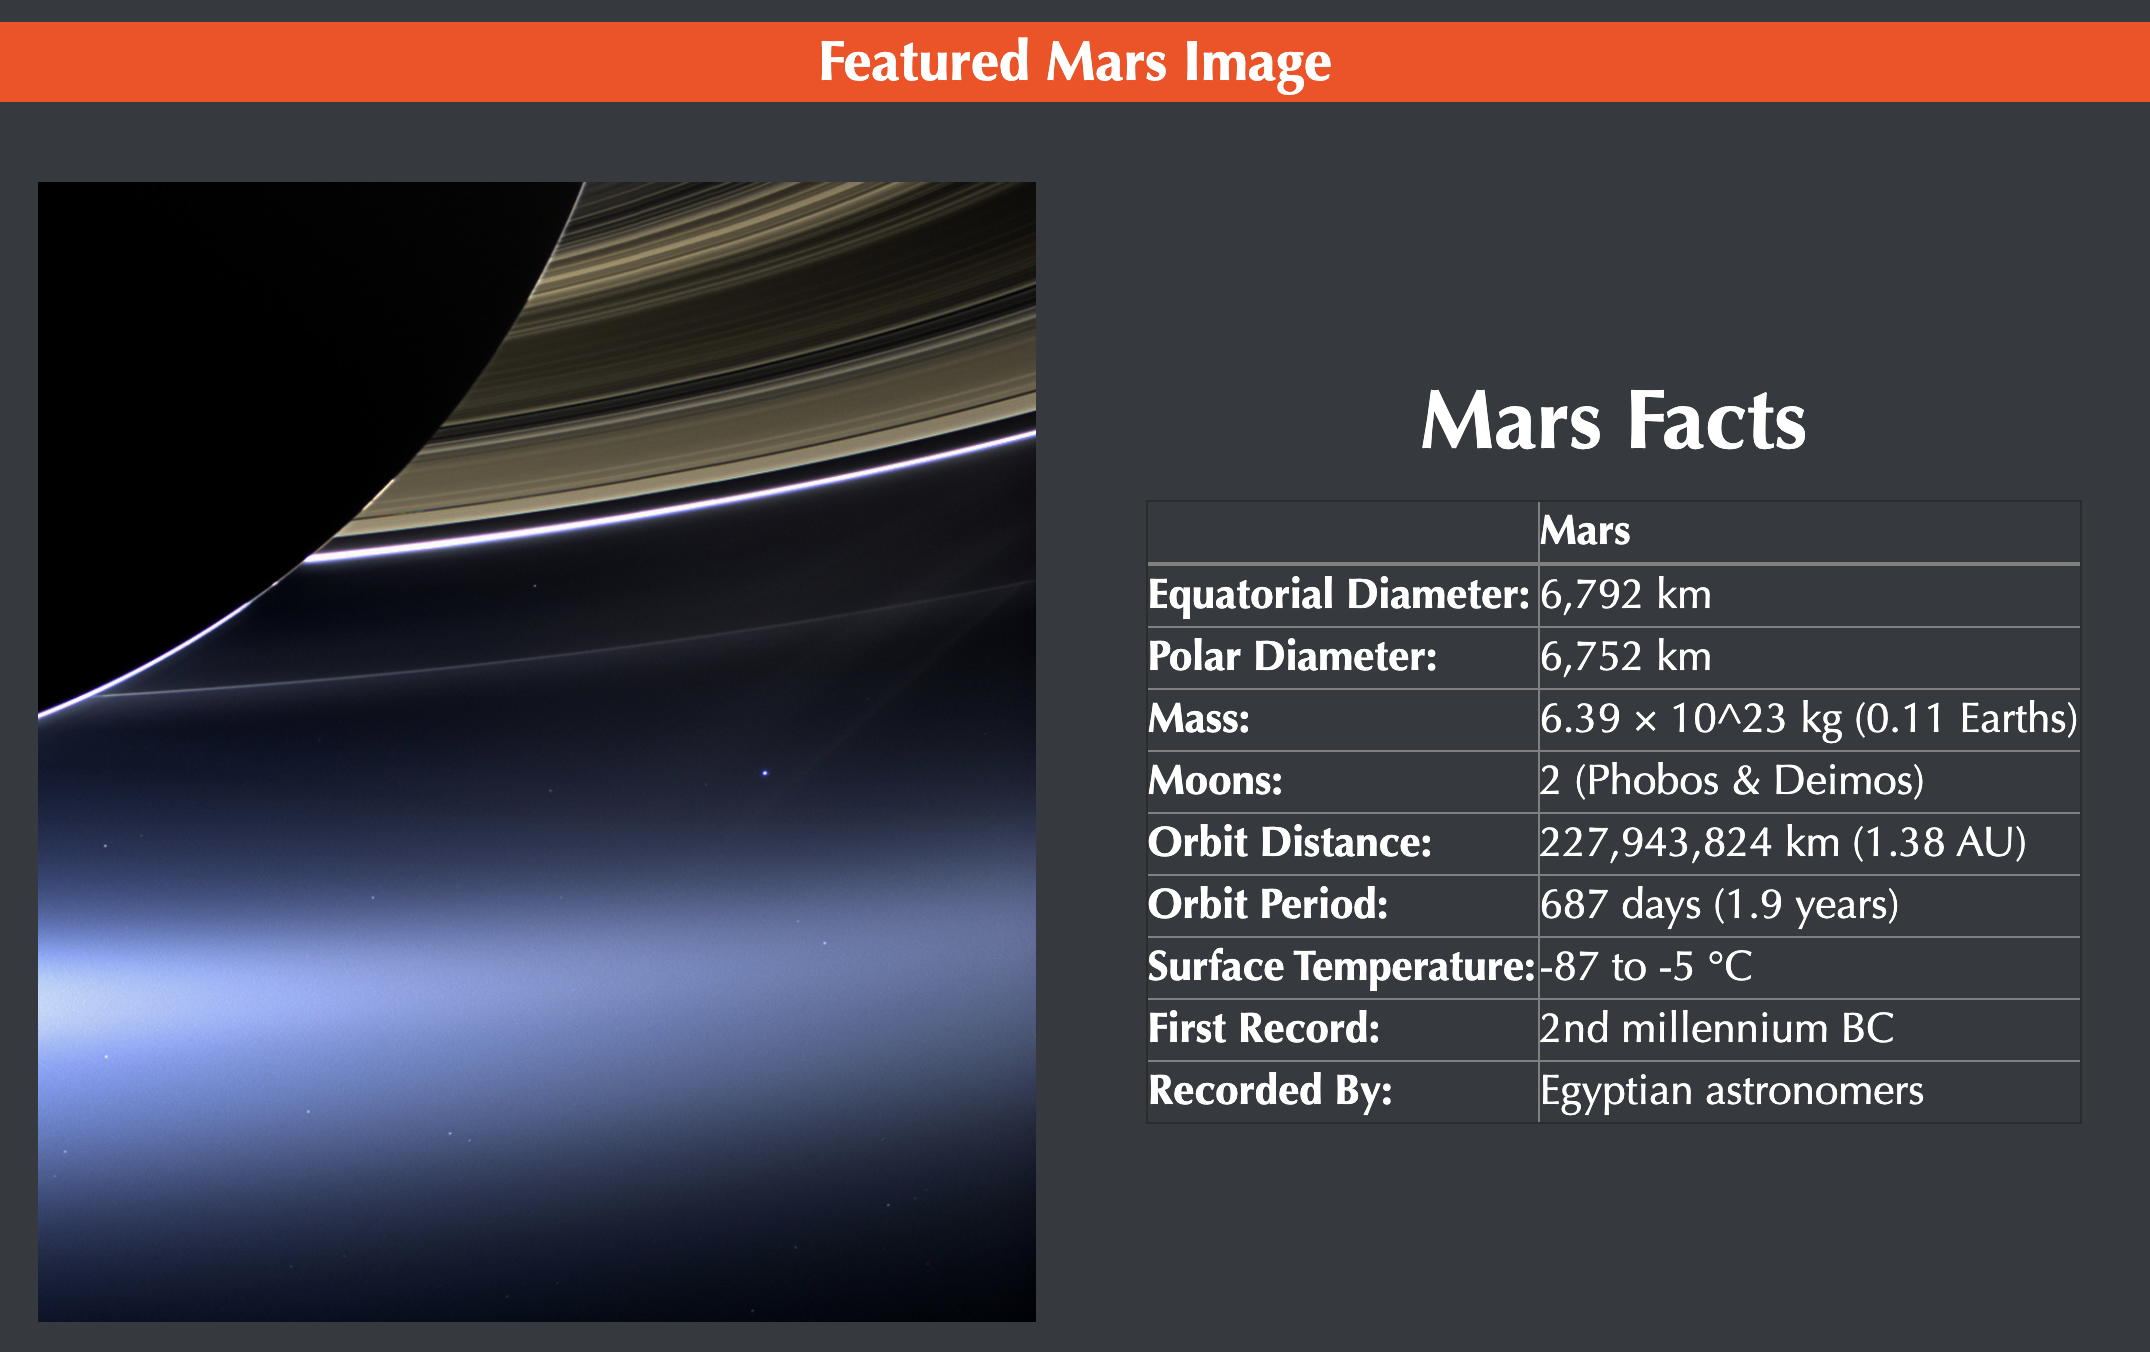 Featured Mars Image
Mars Facts
Mars
Equatorial Diameter: 6,792 km
Polar Diameter: 6,752 km
Mass: 6.39 × 10^23 kg (0.11 Earths)
Moons: 2 (Phobos & Deimos)
Orbit Distance: 227,943,824 km (1.38 AU)
Orbit Period: 687 days (1.9 years)
Surface Temperature: -87 to -5 °C
First Record: 2nd millennium BC
Recorded By: Egyptian astronomers